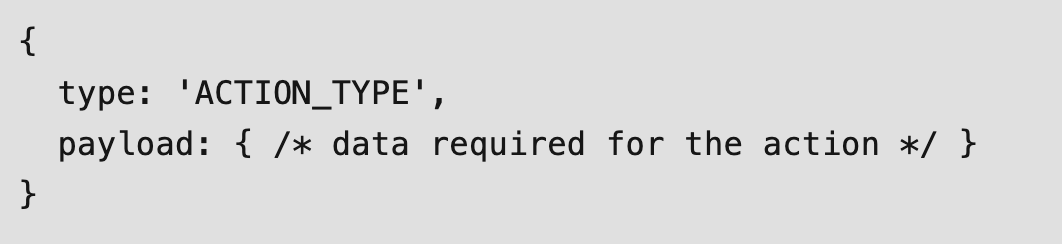 {
  type: 'ACTION_TYPE',
  payload: { /* data required for the action */ }
}